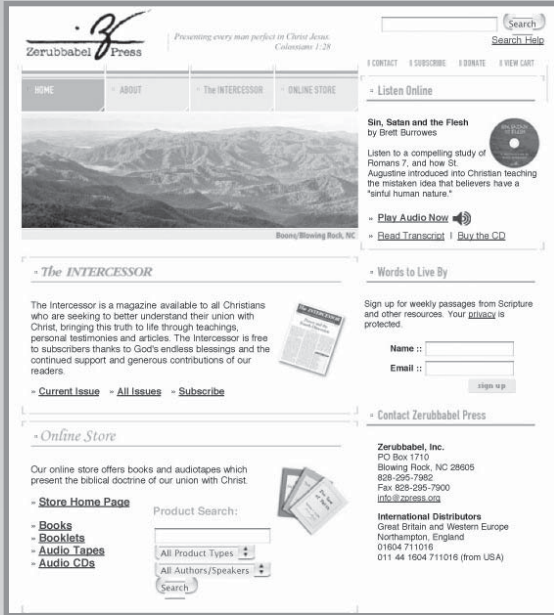 Zerubbabel Press
Presenting every man perfect in Christ Jesus.
Colossians 1:28
Search
Search Help
CONTACT SUBSCRIBE DONATE VIEW CART
HOME
ABOUT
The INTERCESSOR
ONLINE STORE
Boone/Blowing Rock, NC
Listen Online
Sin, Satan and the Flesh
by Brett Burrowes
Listen to a compelling study of
Romans 7, and how St.
Augustine introduced into Christian teaching
the mistaken idea that believers have a
"sinful human nature."
» Play Audio Now
» Read Transcript | Buy the CD
The INTERCESSOR
The Intercessor is a magazine available to all Christians
who are seeking to better understand their union with
Christ, bringing this truth to life through teachings,
personal testimonies and articles. The Intercessor is free
to subscribers thanks to God's endless blessings and the
continued support and generous contributions of our
readers.
» Current Issue » All Issues » Subscribe
Words to Live By
Sign up for weekly passages from Scripture
and other resources. Your privacy is
protected.
Name ::
Email ::
sign up
Online Store
Our online store offers books and audiotapes which
present the biblical doctrine of our union with Christ.
» Store Home Page
» Books
» Booklets
» Audio Tapes
» Audio CDs
Product Search:
All Product Types
All Authors/Speakers
Search
Contact Zerubbabel Press
Zerubbabel, Inc.
PO Box 1710
Blowing Rock, NC 28605
828-295-7982
Fax 828-295-7900
info@zpress.org
International Distributors
Great Britain and Western Europe
Northampton, England
01604 711016
011 44 1604 711016 (from USA)